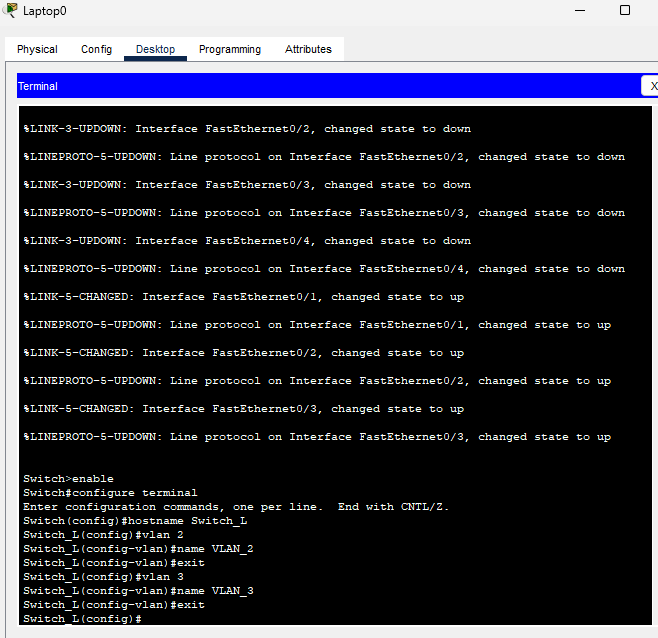 Laptop0
Physical Config Desktop Programming Attributes
Terminal X
%LINK-3-UPDOWN: Interface FastEthernet0/2, changed state to down
%LINEPROTO-5-UPDOWN: Line protocol on Interface FastEthernet0/2, changed state to down
%LINK-3-UPDOWN: Interface FastEthernet0/3, changed state to down
%LINEPROTO-5-UPDOWN: Line protocol on Interface FastEthernet0/3, changed state to down
%LINK-3-UPDOWN: Interface FastEthernet0/4, changed state to down
%LINEPROTO-5-UPDOWN: Line protocol on Interface FastEthernet0/4, changed state to down
%LINK-5-CHANGED: Interface FastEthernet0/1, changed state to up
%LINEPROTO-5-UPDOWN: Line protocol on Interface FastEthernet0/1, changed state to up
%LINK-5-CHANGED: Interface FastEthernet0/2, changed state to up
%LINEPROTO-5-UPDOWN: Line protocol on Interface FastEthernet0/2, changed state to up
%LINK-5-CHANGED: Interface FastEthernet0/3, changed state to up
%LINEPROTO-5-UPDOWN: Line protocol on Interface FastEthernet0/3, changed state to up
Switch>enable
Switch#configure terminal
Enter configuration commands, one per line.  End with CNTL/Z.
Switch(config)#hostname Switch_L
Switch_L(config)#vlan 2
Switch_L(config-vlan)#name VLAN_2
Switch_L(config-vlan)#exit
Switch_L(config)#vlan 3
Switch_L(config-vlan)#name VLAN_3
Switch_L(config-vlan)#exit
Switch_L(config)#